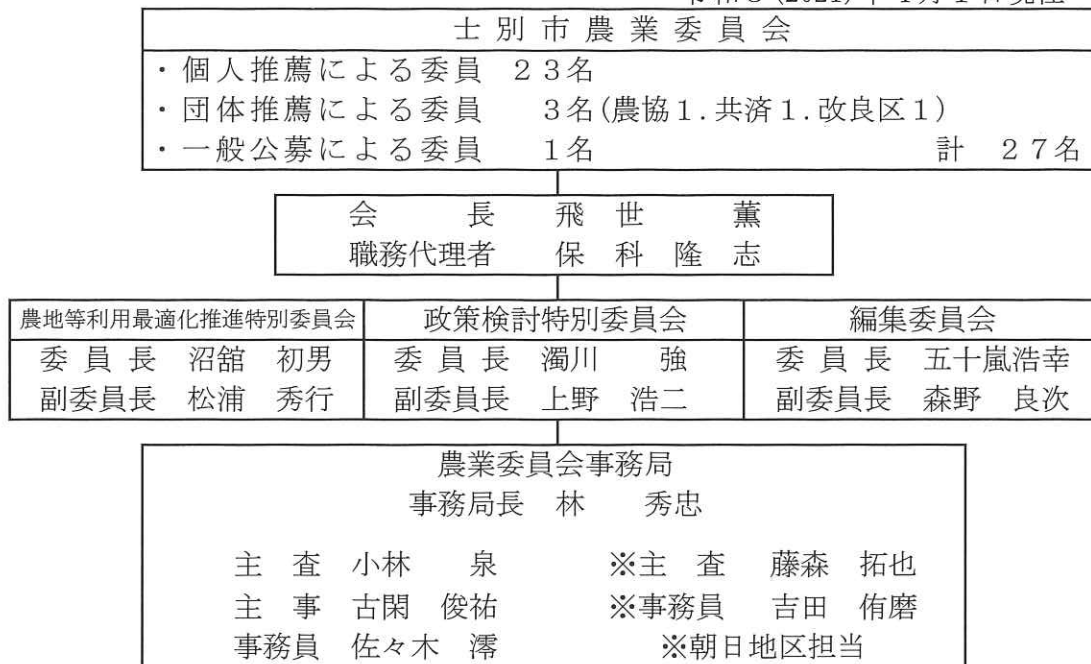 (2021)
士別市農業委員会
・個人推薦による委員　２３名
・団体推薦による委員　　３名(農協１.共済１.改良区１)
・一般公募による委員　　１名　　計　２７名
会　　長　飛世　薫
職務代理者　保科隆志
農地等利用最適化推進特別委員会
委員長　沼舘　初男
副委員長　松浦　秀行
政策検討特別委員会
委員長　濁川　強
副委員長　上野　浩二
編集委員会
委員長　五十嵐浩幸
副委員長　森野　良次
農業委員会事務局
事務局長　林　秀忠
主　査　小林　泉　　※主　査　藤森　拓也
主　事　古閑　俊祐　　※事務員　吉田　侑磨
事務員　佐々木　澪　　※朝日地区担当